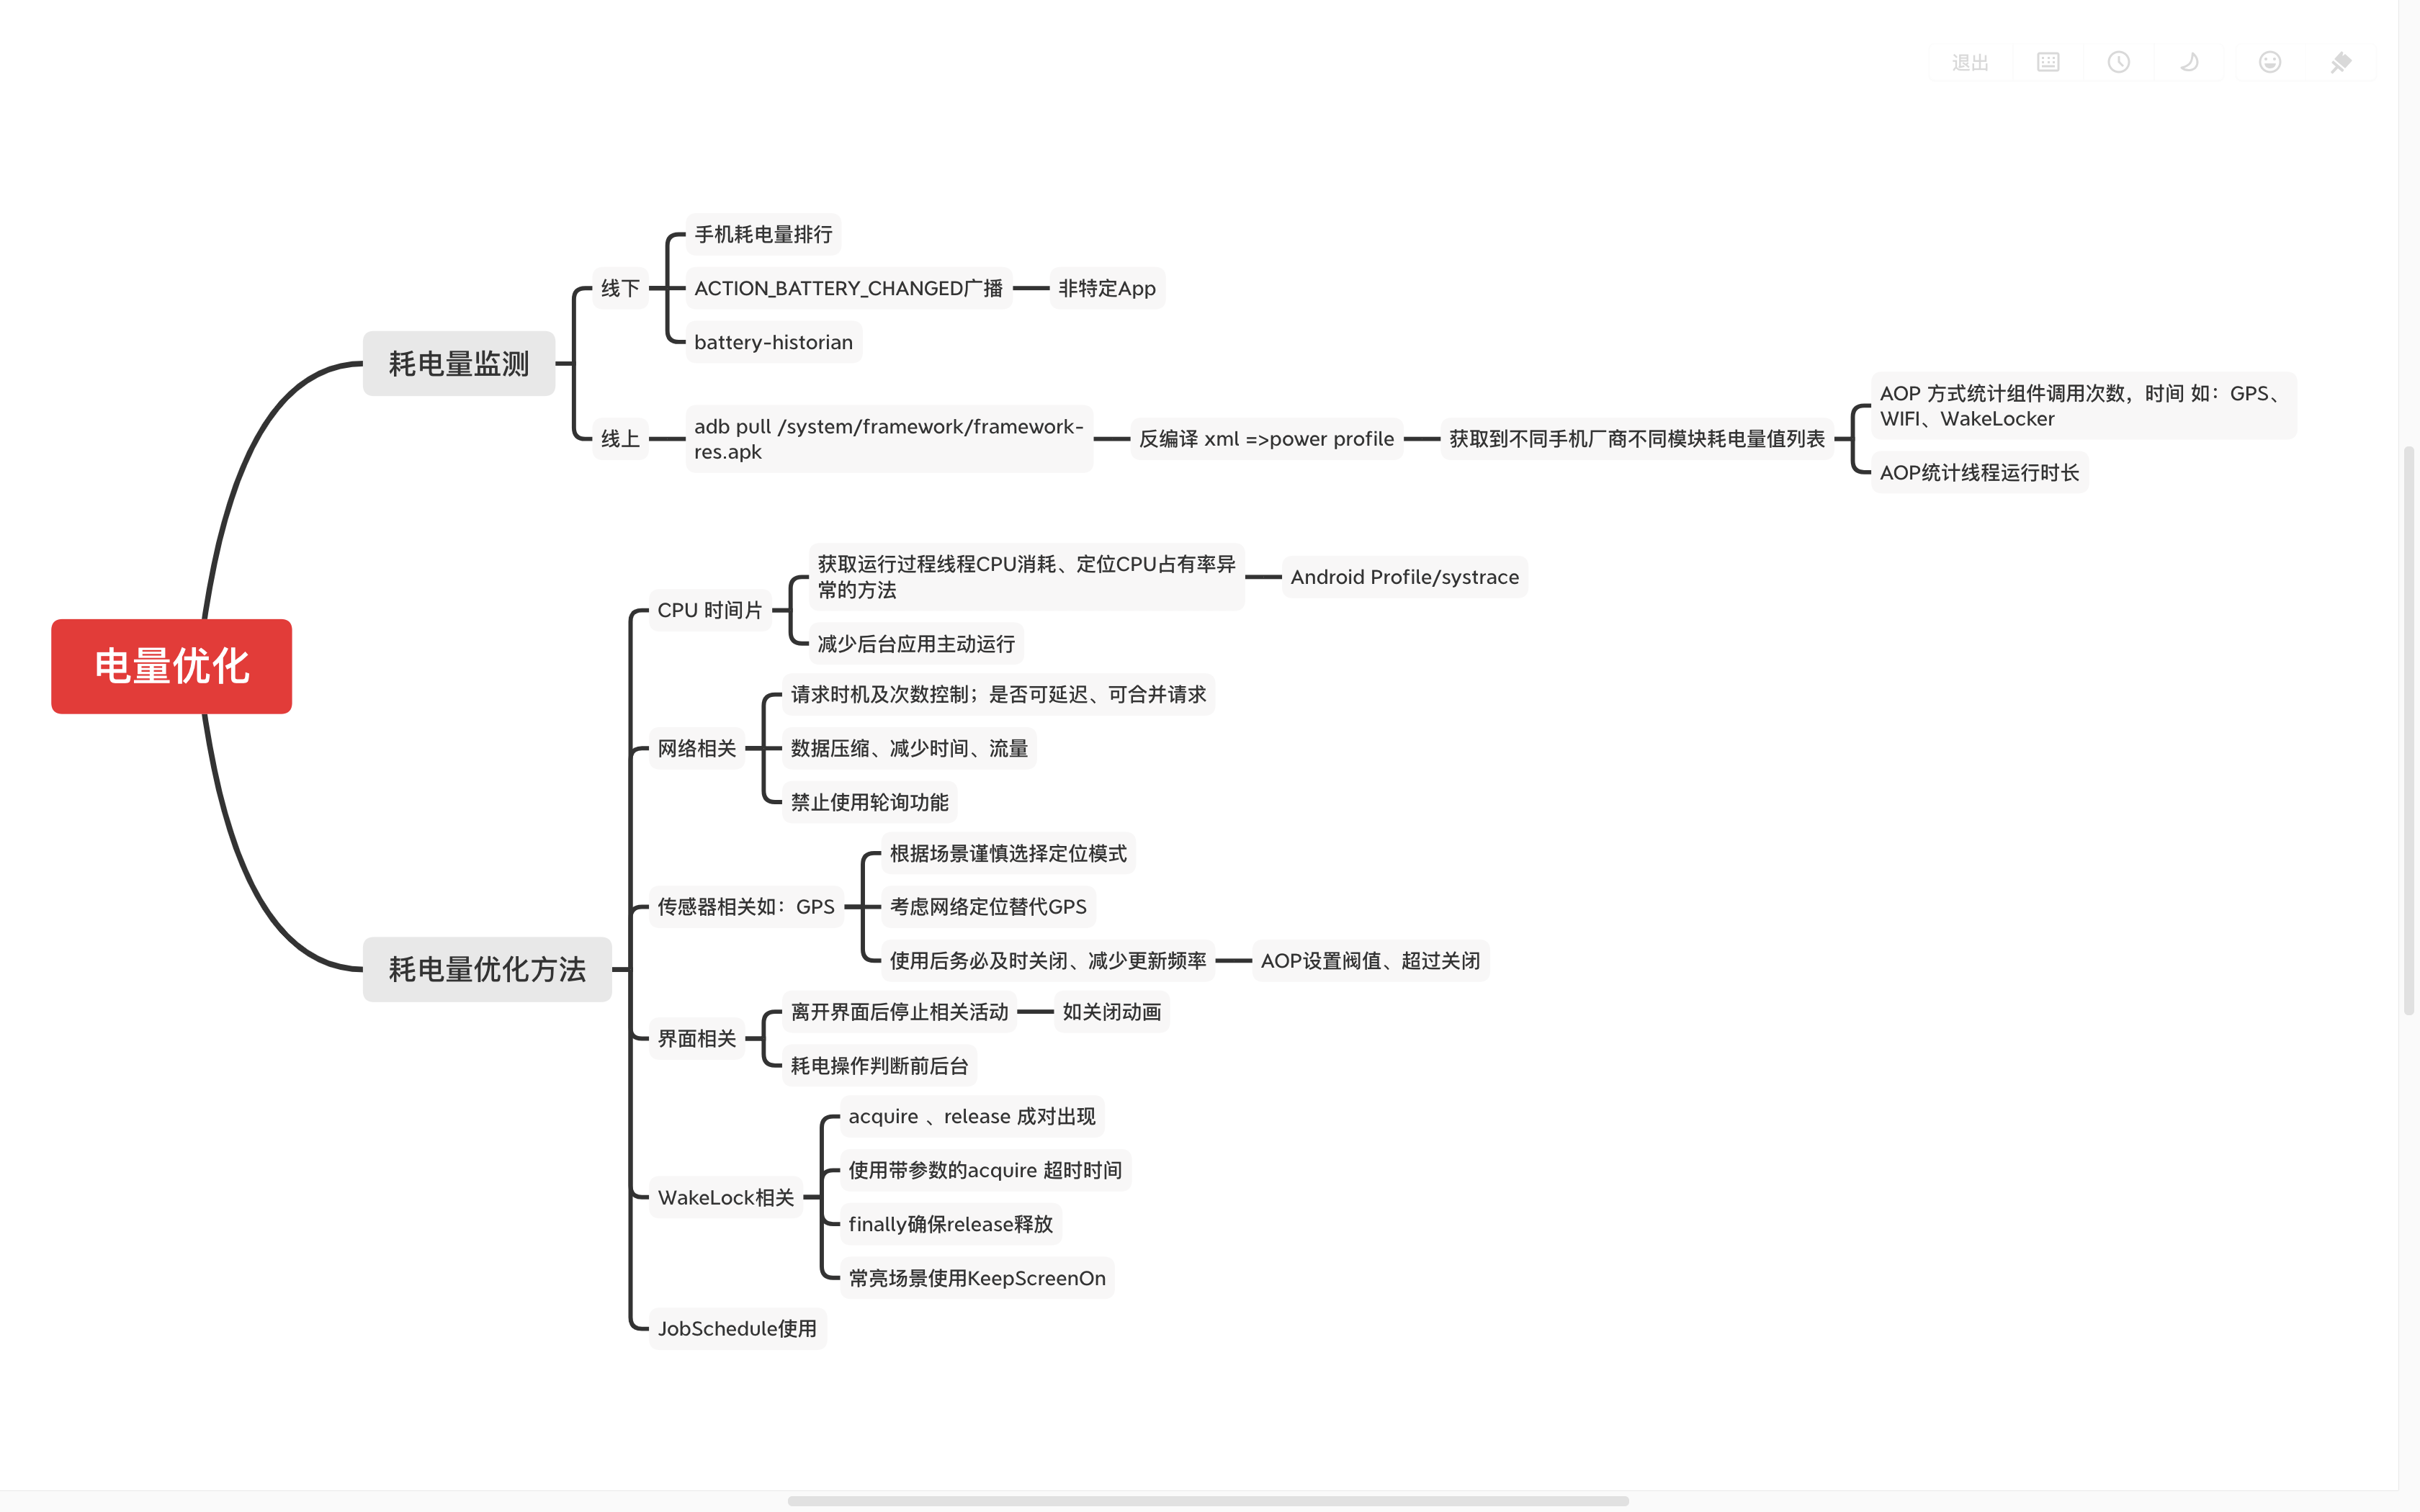 退出
电量优化
耗电量监测
线下
手机耗电量排行
ACTION_BATTERY_CHANGED广播
非特定App
battery-historian
线上
adb pull /system/framework/framework-
res.apk
反编译 xml =>power profile
获取到不同手机厂商不同模块耗电量值列表
AOP 方式统计组件调用次数，时间 如：GPS、
WIFI、WakeLocker
AOP统计线程运行时长
耗电量优化方法
CPU 时间片
获取运行过程线程CPU消耗、定位CPU占有率异
常的方法
Android Profile/systrace
减少后台应用主动运行
网络相关
请求时机及次数控制；是否可延迟、可合并请求
数据压缩、减少时间、流量
禁止使用轮询功能
传感器相关如：GPS
根据场景谨慎选择定位模式
考虑网络定位替代GPS
使用后务必及时关闭、减少更新频率
AOP设置阀值、超过关闭
界面相关
离开界面后停止相关活动
如关闭动画
耗电操作判断前后台
WakeLock相关
acquire 、release 成对出现
使用带参数的acquire 超时时间
finally确保release释放
常亮场景使用KeepScreenOn
JobSchedule使用